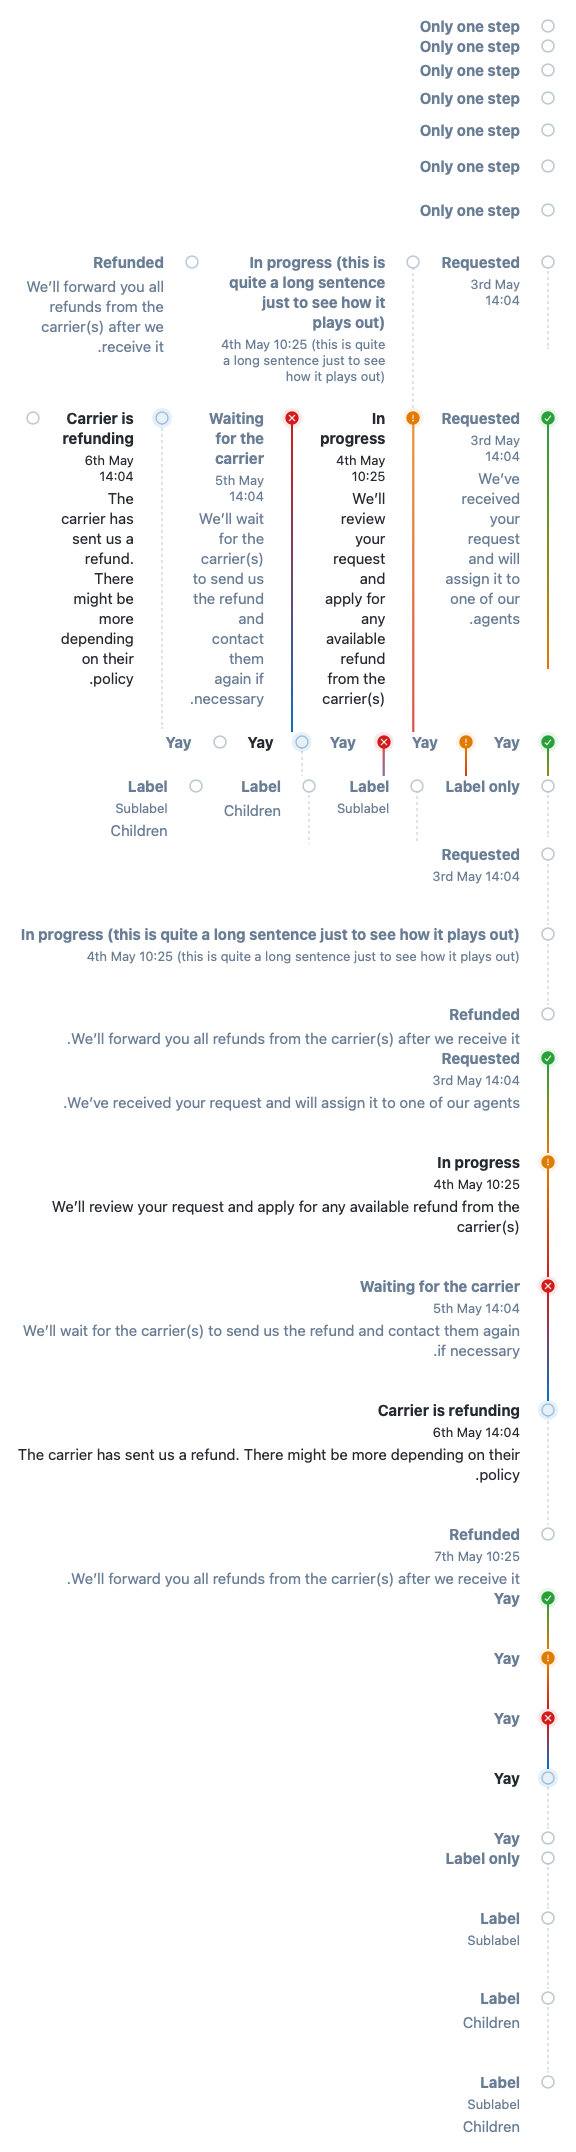 Only one step
Only one step
Only one step
Only one step
Only one step
Only one step
Only one step
Requested
3rd May
14:04
In progress (this is
quite a long sentence
just to see how it
plays out)
4th May 10:25 (this is quite
a long sentence just to see
how it plays out)
Refunded
We'll forward you all
refunds from the
carrier(s) after we
.receive it
Requested
3rd May
14:04
We've
received
your
request
and will
assign it to
one of our
.agents
In
progress
4th May
10:25
We'll
review
your
request
and
apply for
any
available
refund
from the
carrier(s)
Waiting
for the
carrier
5th May
14:04
We'll wait
for the
carrier(s)
to send us
the refund
and
contact
them
again if
.necessary
Carrier is
refunding
6th May
14:04
The
carrier has
sent us a
refund.
There
might be
more
depending
on their
.policy
Yay
Yay
Yay
Yay
Yay
Label only
Label
Sublabel
Label
Children
Label
Sublabel
Children
Requested
3rd May 14:04
In progress (this is quite a long sentence just to see how it plays out)
4th May 10:25 (this is quite a long sentence just to see how it plays out)
Refunded
.We'll forward you all refunds from the carrier(s) after we receive it
Requested
3rd May 14:04
.We've received your request and will assign it to one of our agents
In progress
4th May 10:25
We'll review your request and apply for any available refund from the
carrier(s)
Waiting for the carrier
5th May 14:04
We'll wait for the carrier(s) to send us the refund and contact them again
.if necessary
Carrier is refunding
6th May 14:04
The carrier has sent us a refund. There might be more depending on their
.policy
Refunded
7th May 10:25
.We'll forward you all refunds from the carrier(s) after we receive it
Yay
Yay
Yay
Yay
Yay
Label only
Label
Sublabel
Label
Children
Label
Sublabel
Children